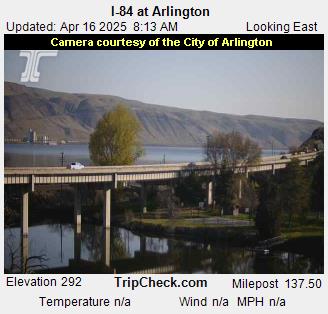 I-84 at Arlington
Updated: Apr 16 2025 8:13 AM Looking East
Camera courtesy of the City of Arlington
Elevation 292 TripCheck.com Milepost 137.50
Temperature n/a Wind n/a MPH n/a